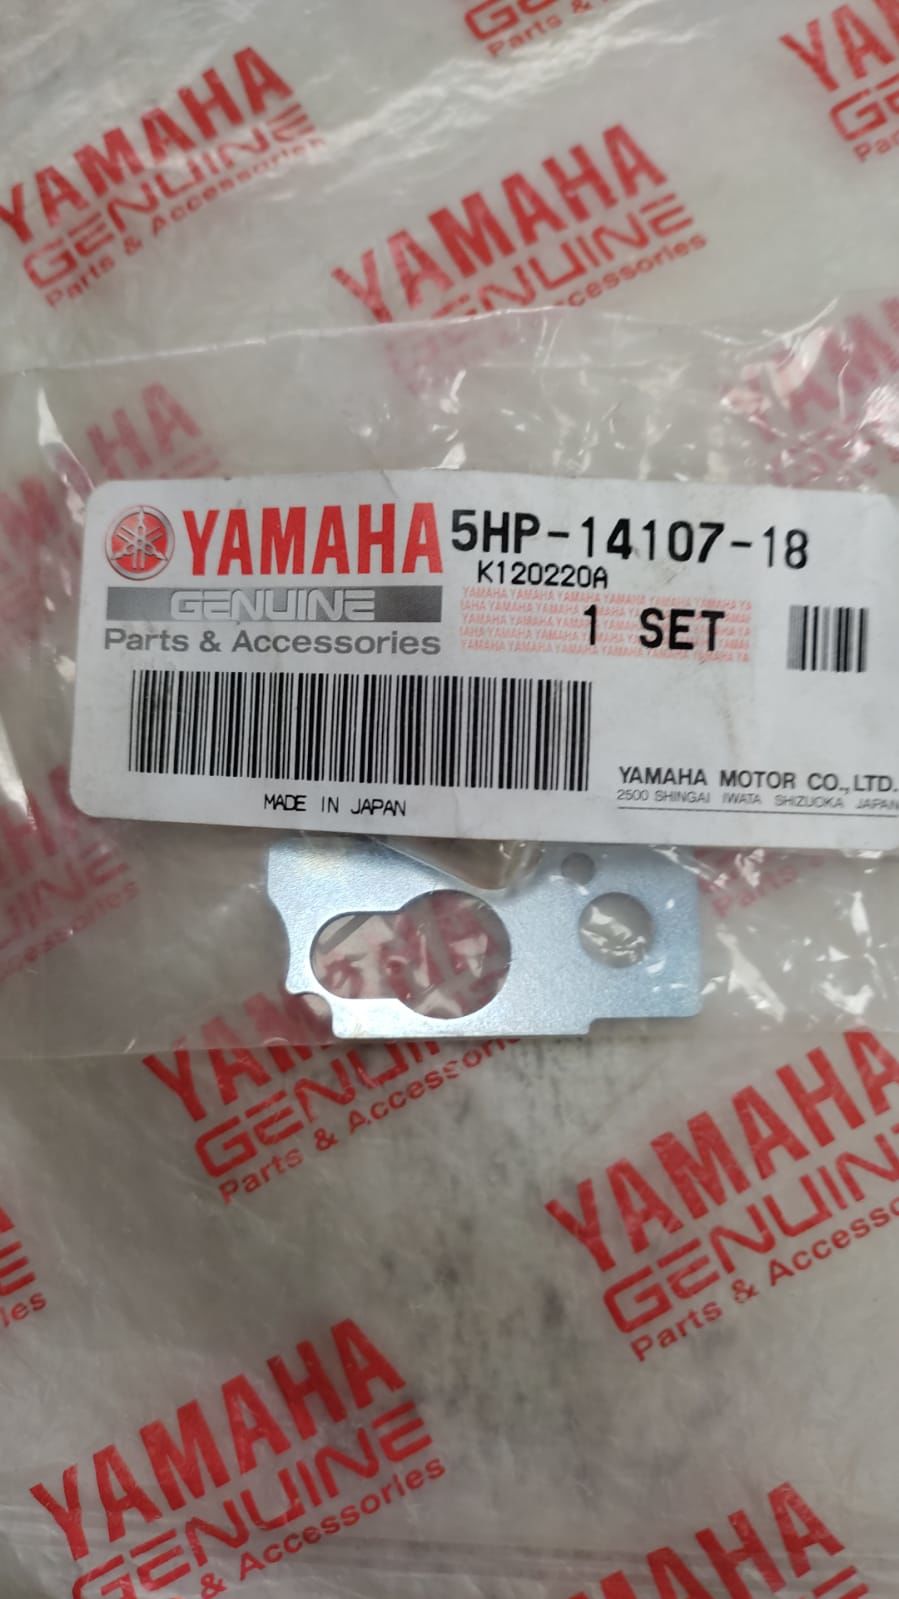 Parts &
YAMAHA
GENUINE
Parts & Accessories
YAMAHA
GENUINE
Accessories
YAMAHA 5HP-14107-18
K120220A
GENUINE
1 SET
Parts & Accessories
MADE IN JAPAN
YAMAHA MOTOR CO.,LTD.
2500 SHINGAI IWATA SHIZUOKA JAPAN
GENUINE
Parts & Accessories
YAMAHA
GENUINE
Parts &
YAMAHA
GENUINE
& Accessories
YAMAHA